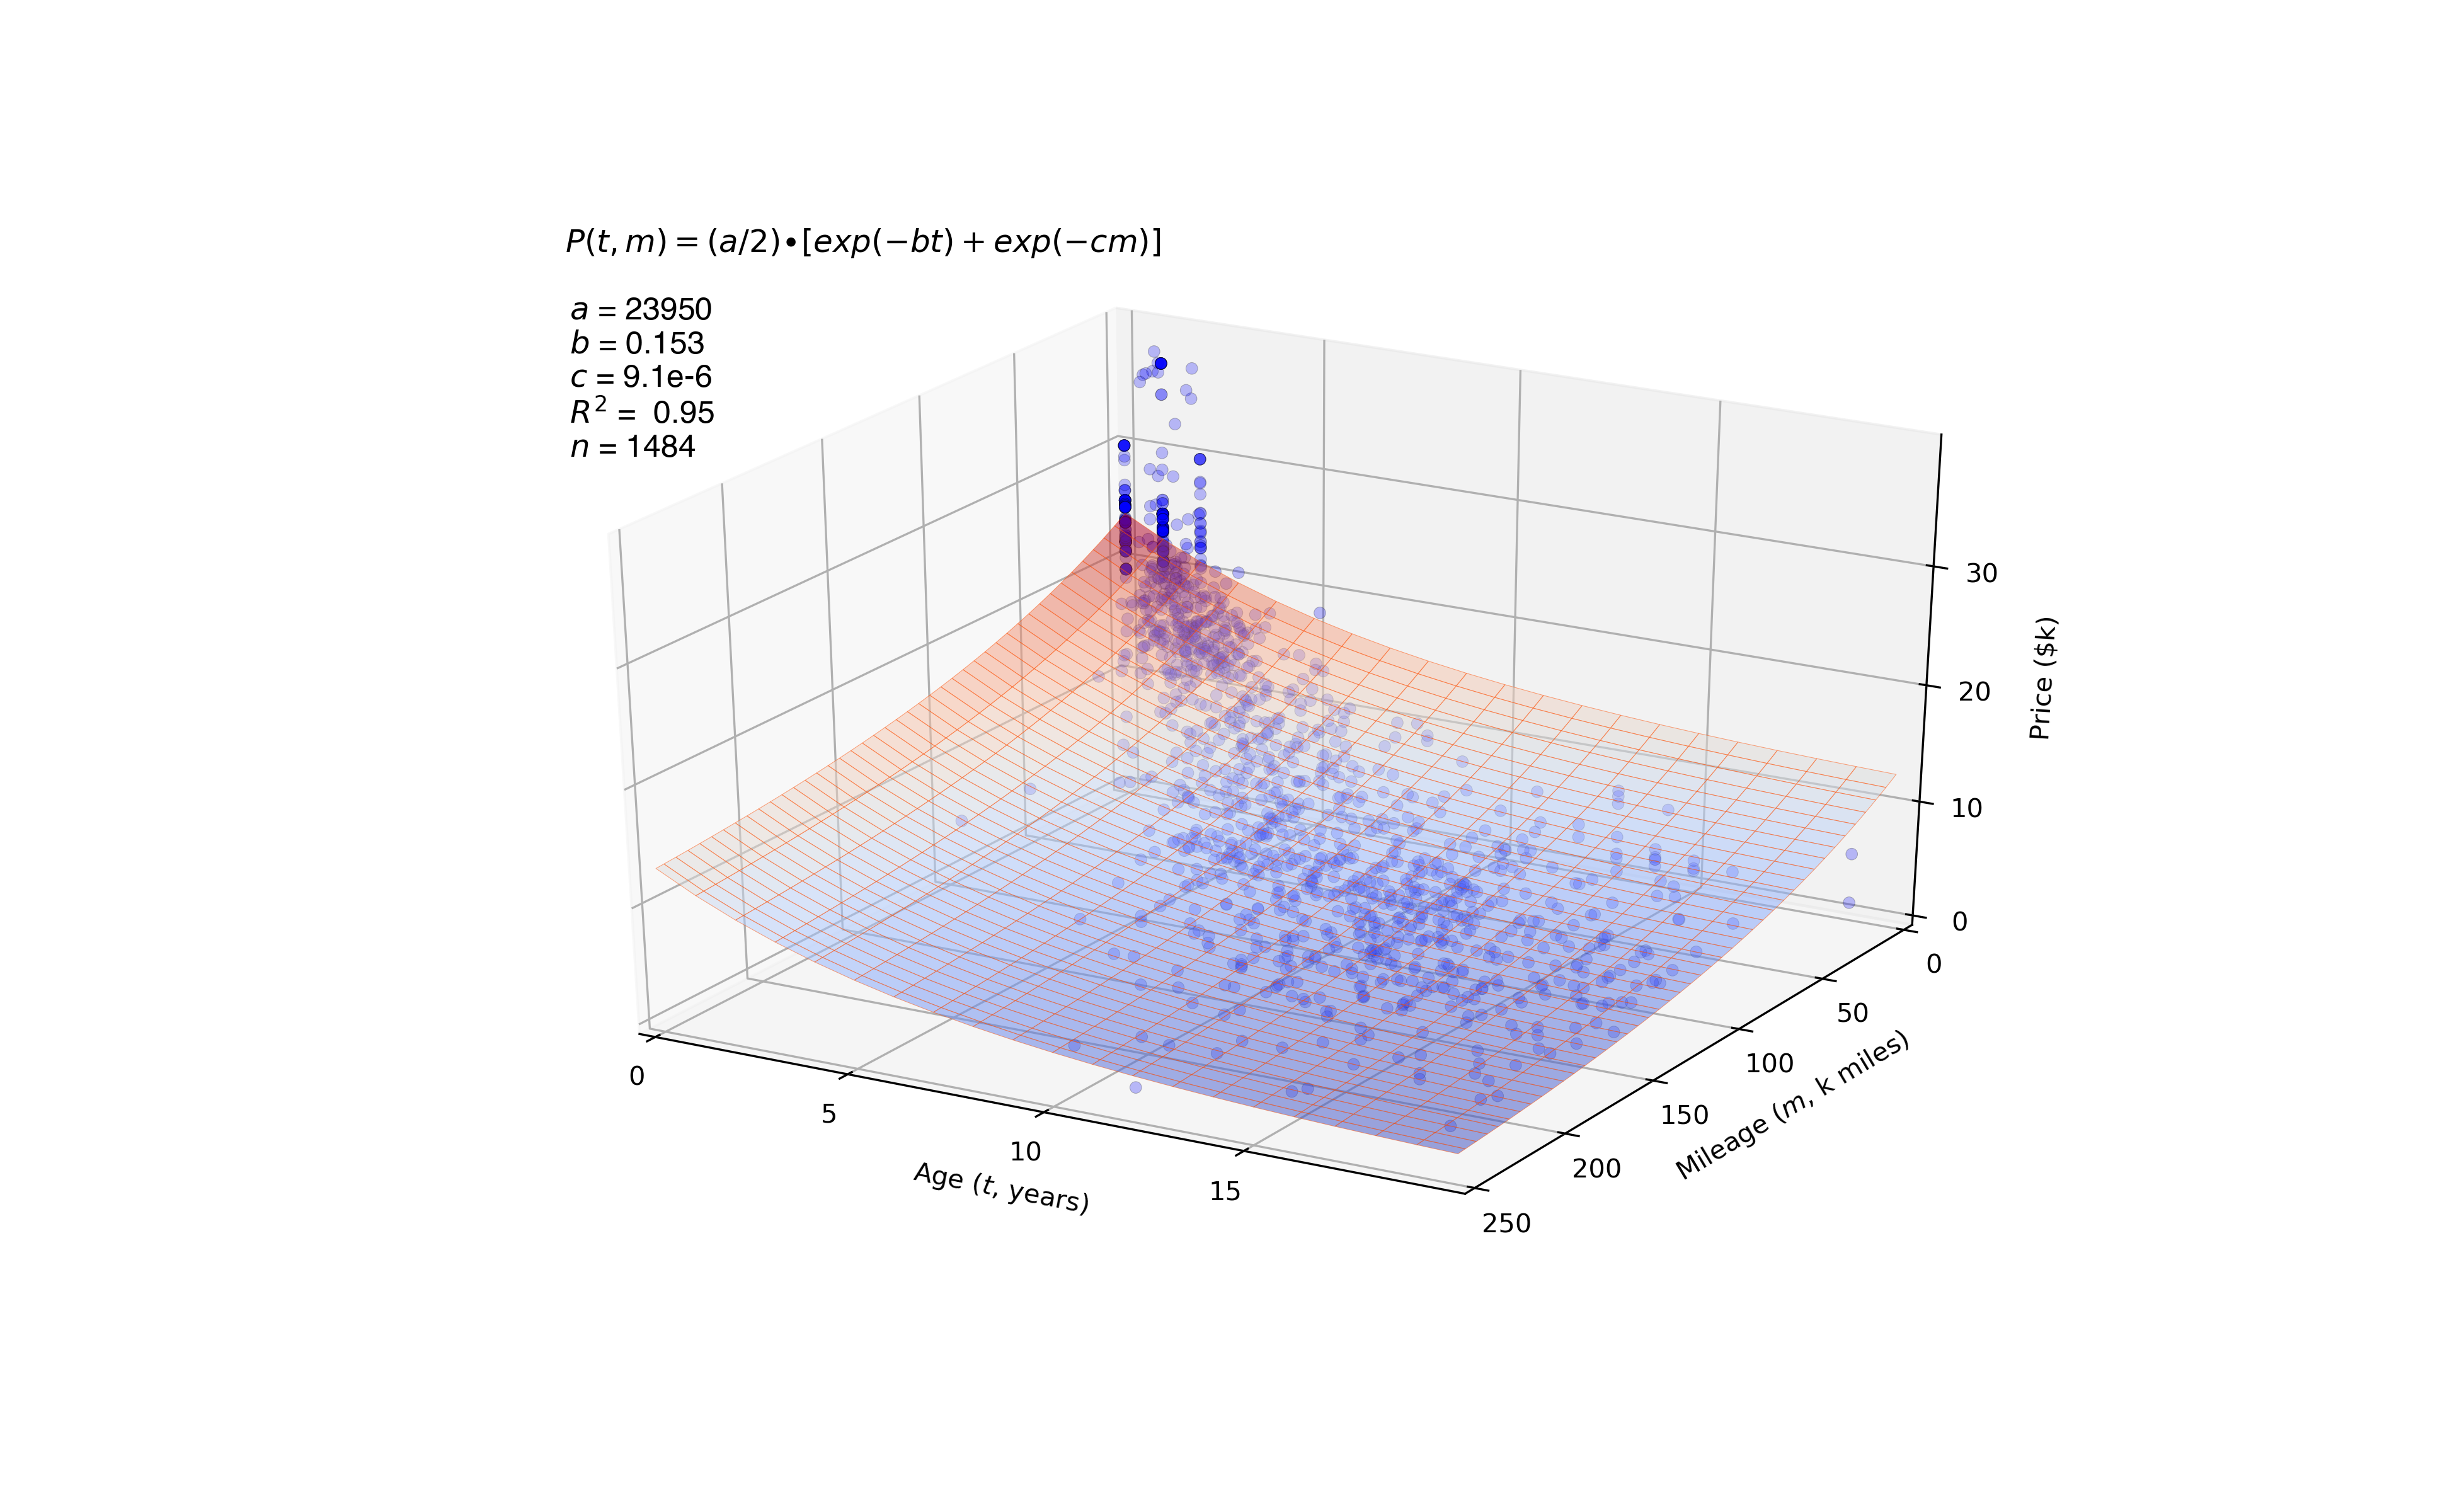 P(t, m) = (a/2)•[exp(−bt) + exp(−cm)]
a = 23950
b = 0.153
c = 9.1e-6
R² = 0.95
n = 1484
30
20
10
0
Price ($k)
0
50
100
150
200
250
Mileage (m, k miles)
0
5
10
15
Age (t, years)